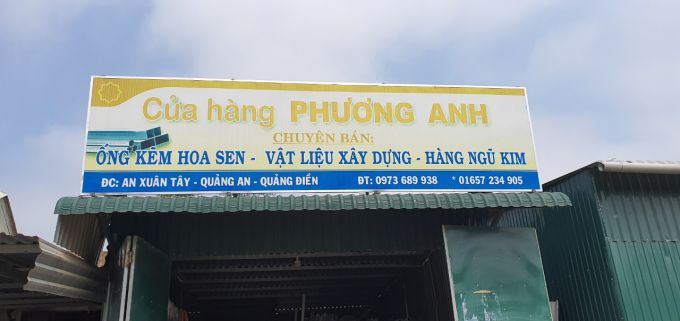 Cửa hàng PHƯƠNG ANH
CHUYÊN BÁN:
ỐNG KẼM HOA SEN - VẬT LIỆU XÂY DỰNG - HÀNG NGŨ KIM
ĐC: AN XUÂN TÂY - QUẢNG AN - QUẢNG ĐIỀN ĐT: 0973 689 938 * 01657 234 905